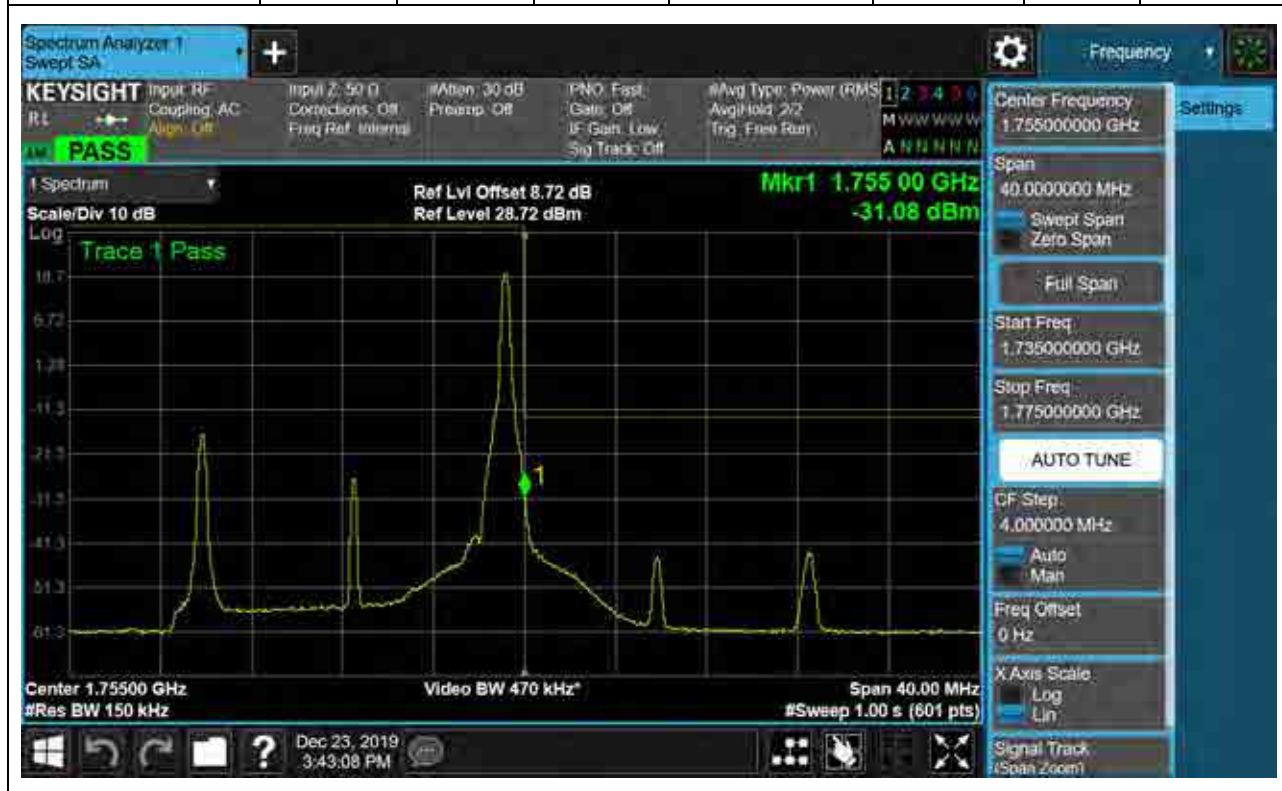 Spectrum Analyzer 1
Swept SA
+
Frequency
KEYSIGHT
RL
Input: RF
Coupling: AC
Align: Off
Input Z: 50 Ω
Corrections: Off
Freq Ref: Internal
#Atten: 30 dB
Preamp: Off
PNO: Fast
Gate: Off
IF Gain: Low
Sig Track: Off
#Avg Type: Power (RMS
Avg|Hold: 2/2
Trig: Free Run
1 2 3 4 5 6
M W W W W W
A N N N N N
PASS
1 Spectrum
Scale/Div 10 dB
Ref Lvl Offset 8.72 dB
Ref Level 28.72 dBm
Mkr1 1.755 00 GHz
-31.08 dBm
Log
Trace 1 Pass
18.7
8.72
-1.28
-11.3
-21.3
-31.3
-41.3
-51.3
-61.3
1
Center 1.75500 GHz
#Res BW 150 kHz
Video BW 470 kHz*
Span 40.00 MHz
#Sweep 1.00 s (601 pts)
Center Frequency
1.755000000 GHz
Settings
Span
40.0000000 MHz
Swept Span
Zero Span
Full Span
Start Freq
1.735000000 GHz
Stop Freq
1.775000000 GHz
AUTO TUNE
CF Step
4.000000 MHz
Auto
Man
Freq Offset
0 Hz
X Axis Scale
Log
Lin
Signal Track
(Span Zoom)
?
Dec 23, 2019
3:43:08 PM